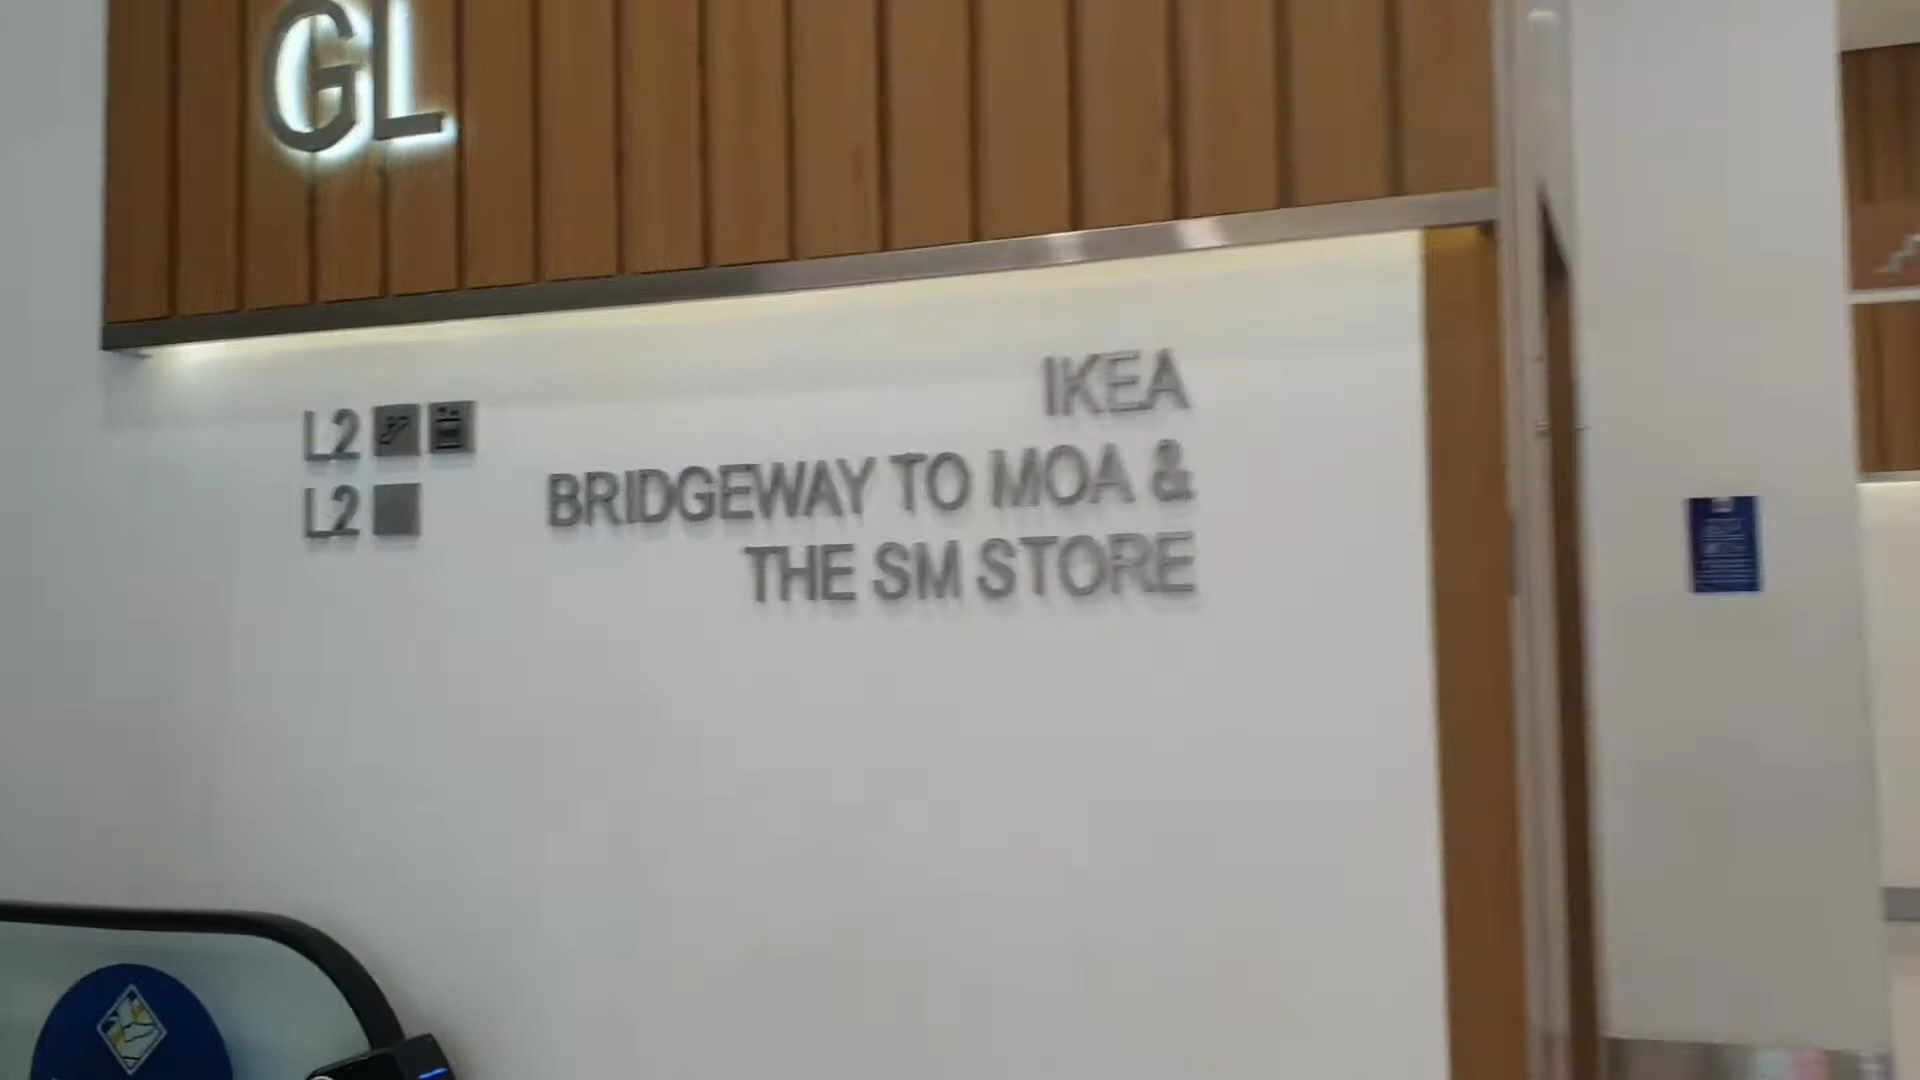 GL
L2 IKEA
L2 BRIDGEWAY TO MOA &
THE SM STORE